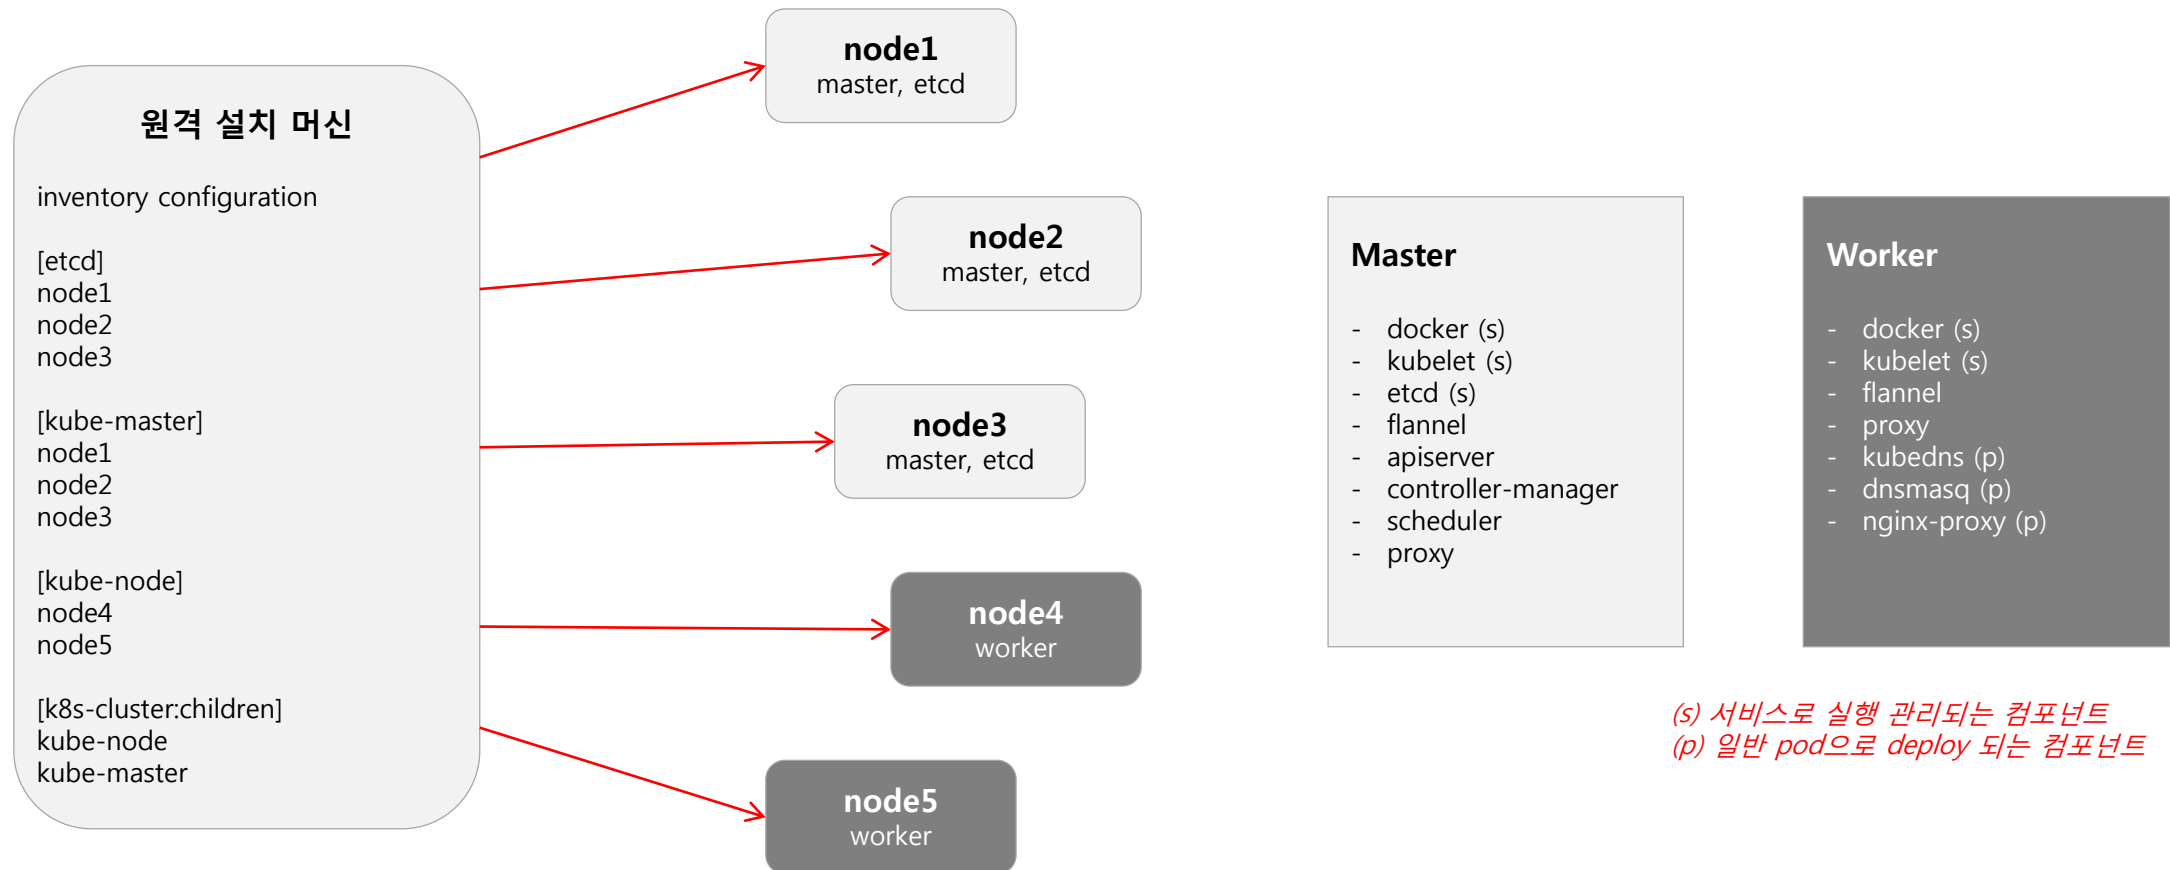 원격 설치 머신
inventory configuration
[etcd]
node1
node2
node3
[kube-master]
node1
node2
node3
[kube-node]
node4
node5
[k8s-cluster:children]
kube-node
kube-master
node1
master, etcd
node2
master, etcd
node3
master, etcd
node4
worker
node5
worker
Master
- docker (s)
- kubelet (s)
- etcd (s)
- flannel
- apiserver
- controller-manager
- scheduler
- proxy
Worker
- docker (s)
- kubelet (s)
- flannel
- proxy
- kubedns (p)
- dnsmasq (p)
- nginx-proxy (p)
(s) 서비스로 실행 관리되는 컴포넌트
(p) 일반 pod으로 deploy 되는 컴포넌트